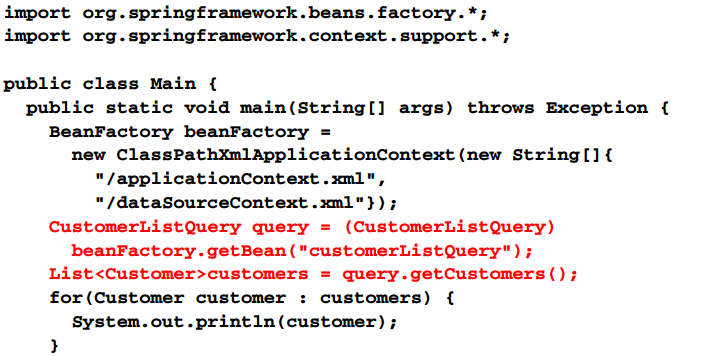 import org.springframework.beans.factory.*;
import org.springframework.context.support.*;
public class Main {
public static void main(String[] args) throws Exception {
BeanFactory beanFactory =
new ClassPathXmlApplicationContext(new String[]{
"/applicationContext.xml",
"/dataSourceContext.xml"});
CustomerListQuery query = (CustomerListQuery)
beanFactory.getBean("customerListQuery");
List<Customer>customers = query.getCustomers();
for(Customer customer : customers) {
System.out.println(customer);
}